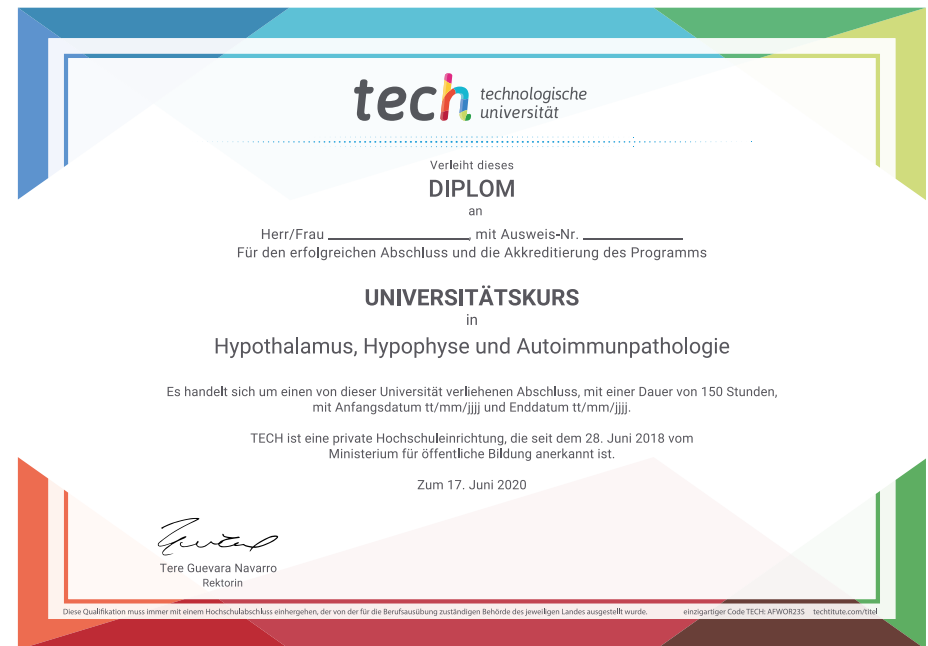 tech technologische
universität
Verleiht dieses
DIPLOM
an
Herr/Frau ____________________, mit Ausweis-Nr. ______________
Für den erfolgreichen Abschluss und die Akkreditierung des Programms
UNIVERSITÄTSKURS
in
Hypothalamus, Hypophyse und Autoimmunpathologie
Es handelt sich um einen von dieser Universität verliehenen Abschluss, mit einer Dauer von 150 Stunden,
mit Anfangsdatum tt/mm/jjjj und Enddatum tt/mm/jjjj.
TECH ist eine private Hochschuleinrichtung, die seit dem 28. Juni 2018 vom
Ministerium für öffentliche Bildung anerkannt ist.
Zum 17. Juni 2020
Tere Guevara Navarro
Rektorin
Diese Qualifikation muss immer mit einem Hochschulabschluss einhergehen, der von der für die Berufsausübung zuständigen Behörde des jeweiligen Landes ausgestellt wurde. einzigartiger Code TECH: AFWOR23S techtitute.com/titel